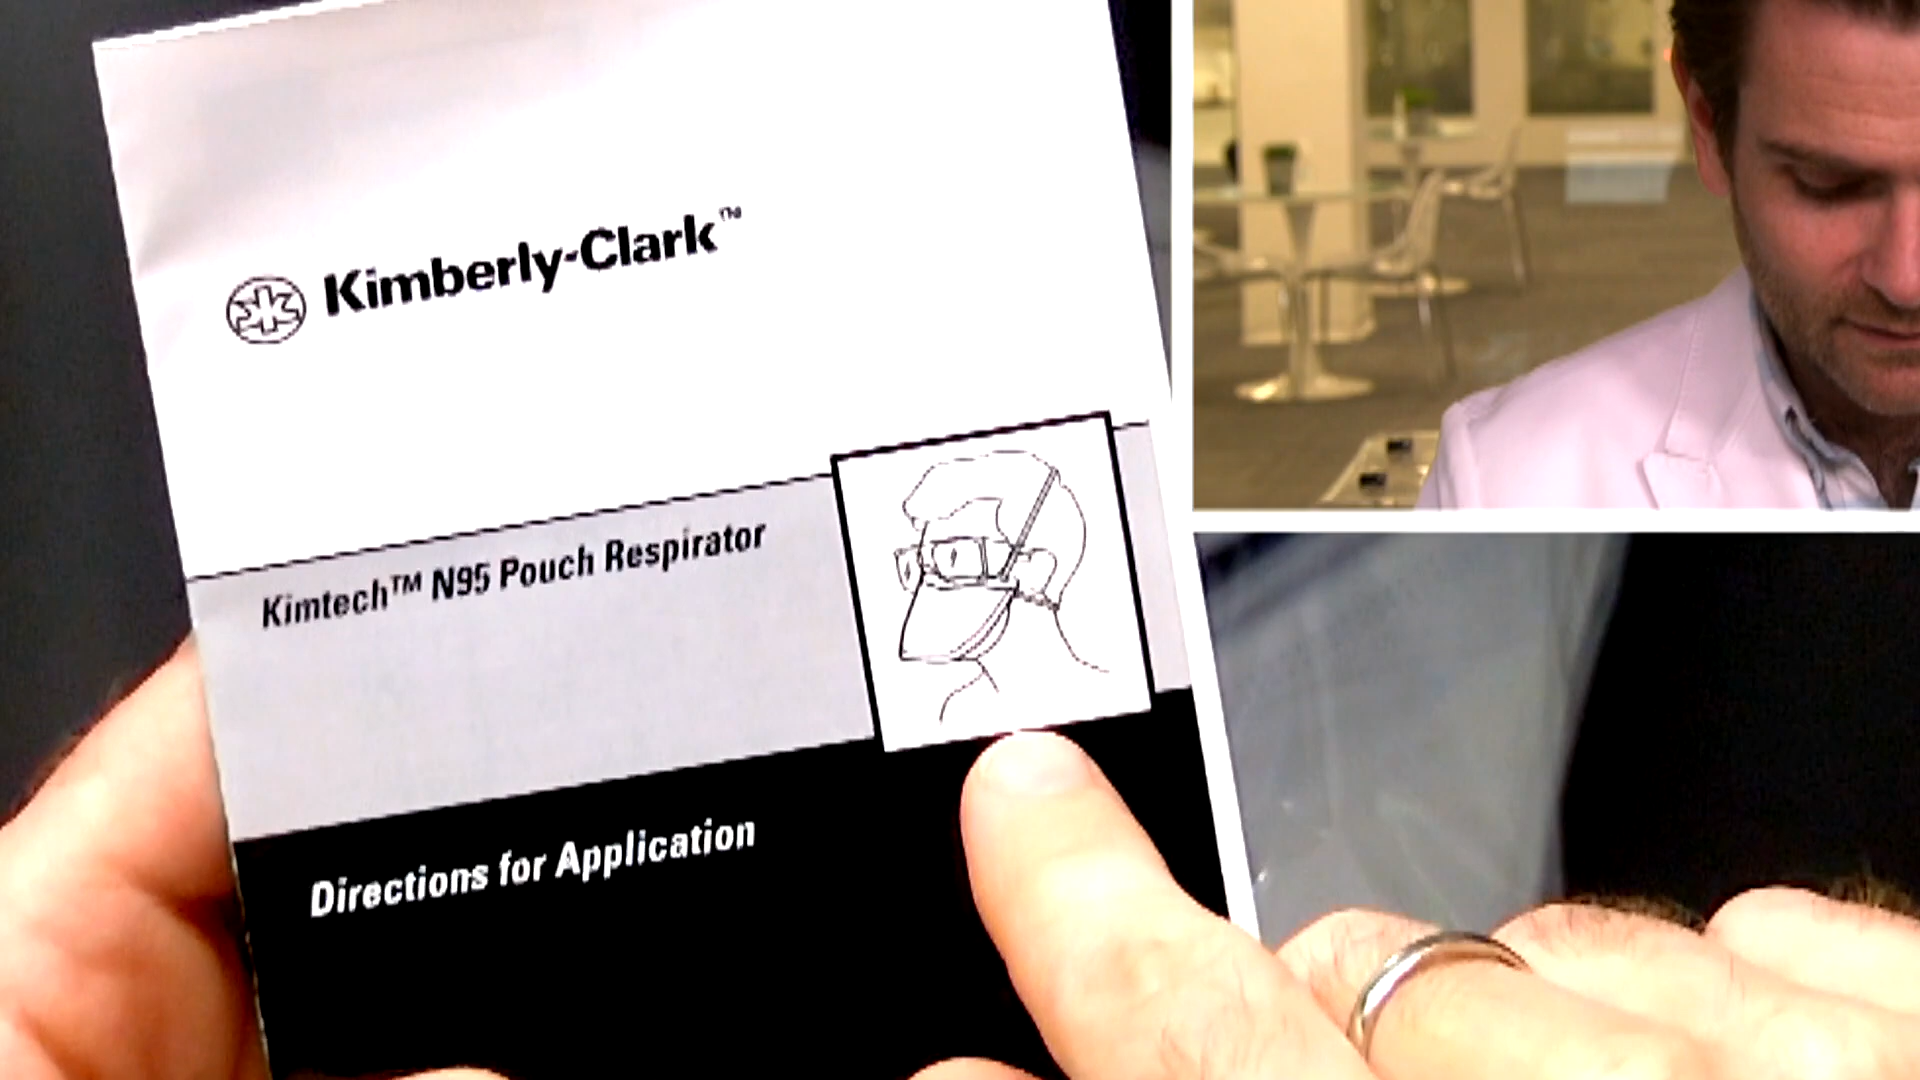 Kimberly-Clark™
Kimtech™ N95 Pouch Respirator
Directions for Application